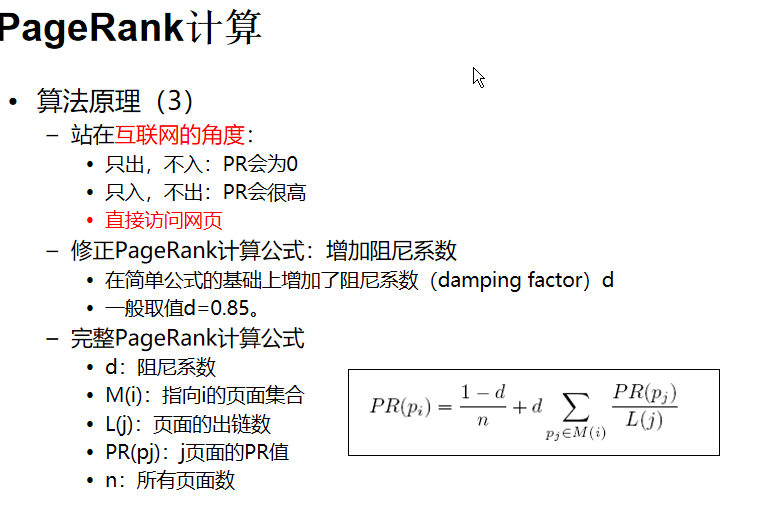 PageRank计算
• 算法原理（3）
– 站在互联网的角度：
• 只出，不入：PR会为0
• 只入，不出：PR会很高
• 直接访问网页
– 修正PageRank计算公式：增加阻尼系数
• 在简单公式的基础上增加了阻尼系数（damping factor）d
• 一般取值d=0.85。
– 完整PageRank计算公式
• d：阻尼系数
• M(i)：指向i的页面集合
• L(j)：页面的出链数
• PR(pj)：j页面的PR值
• n：所有页面数
PR(p_i) = \frac{1-d}{n} + d \sum_{p_j \in M(i)} \frac{PR(p_j)}{L(j)}